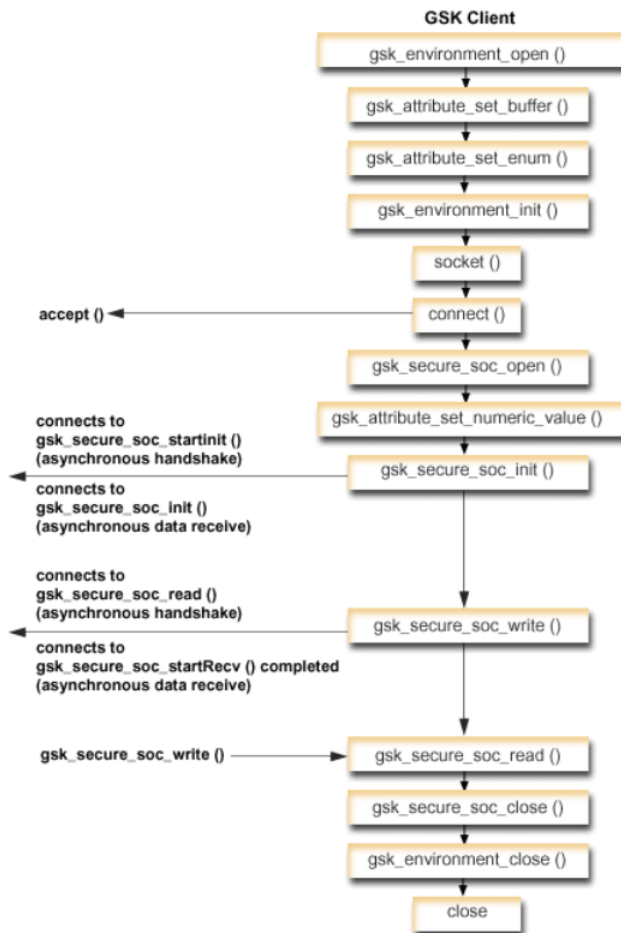 GSK Client
gsk_environment_open ()
gsk_attribute_set_buffer ()
gsk_attribute_set_enum ()
gsk_environment_init ()
socket ()
accept ()
connect ()
gsk_secure_soc_open ()
gsk_attribute_set_numeric_value ()
connects to
gsk_secure_soc_startinit ()
(asynchronous handshake)
gsk_secure_soc_init ()
connects to
gsk_secure_soc_init ()
(asynchronous data receive)
connects to
gsk_secure_soc_read ()
(asynchronous handshake)
gsk_secure_soc_write ()
connects to
gsk_secure_soc_startRecv () completed
(asynchronous data receive)
gsk_secure_soc_write ()
gsk_secure_soc_read ()
gsk_secure_soc_close ()
gsk_environment_close ()
close